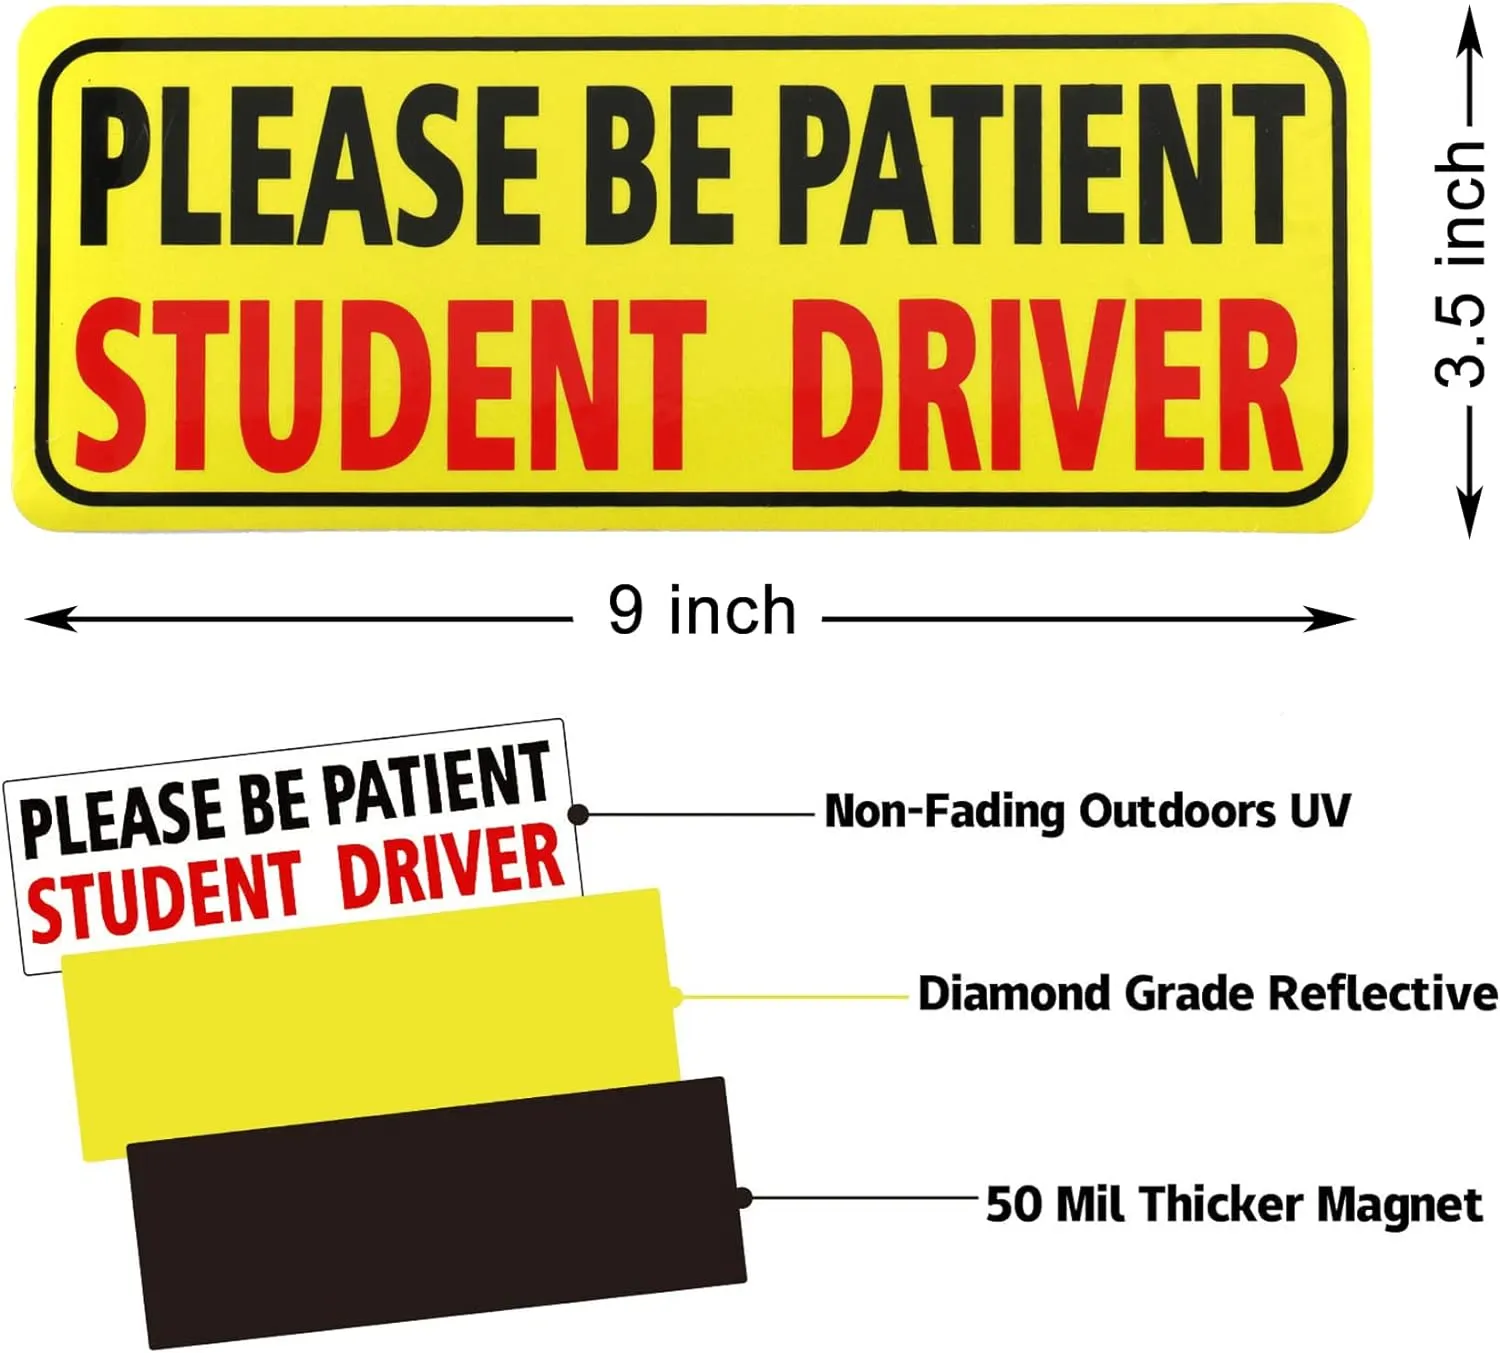 PLEASE BE PATIENT
STUDENT DRIVER
3.5 inch
9 inch
PLEASE BE PATIENT
STUDENT DRIVER
Non-Fading Outdoors UV
Diamond Grade Reflective
50 Mil Thicker Magnet